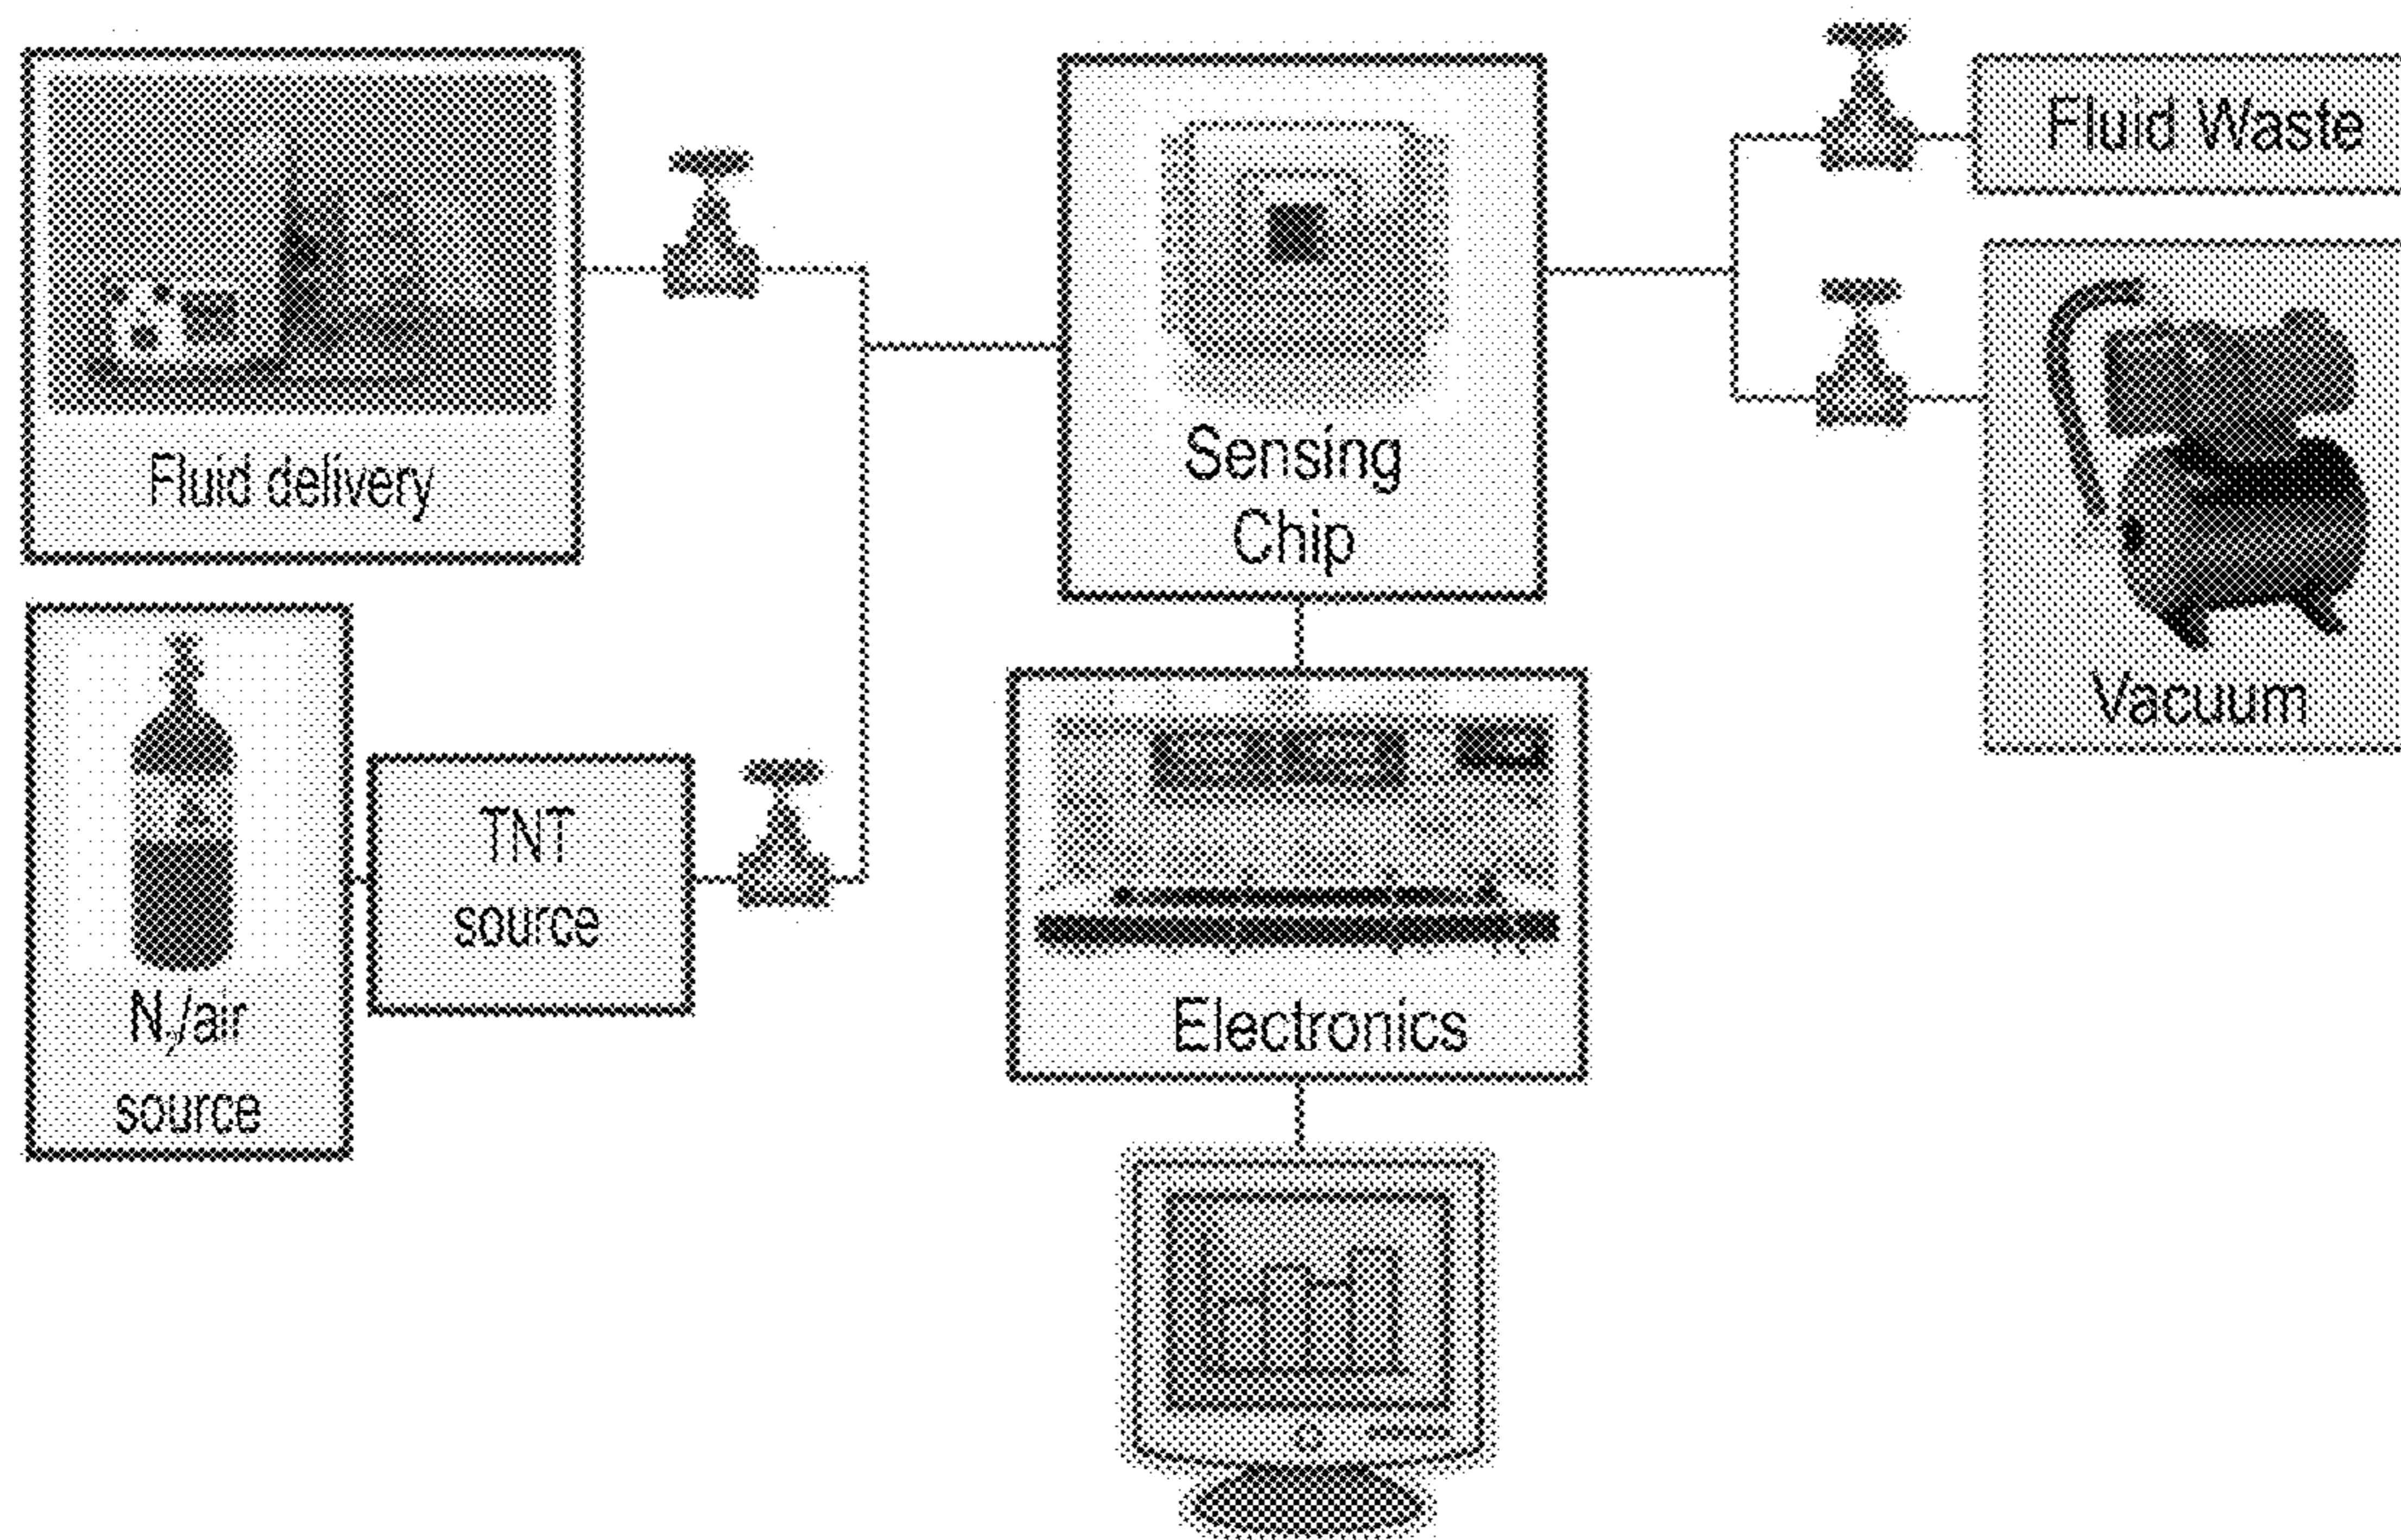 Fluid delivery
Sensing
Chip
Fluid Waste
Vacuum
N₂/air
source
TNT
source
Electronics